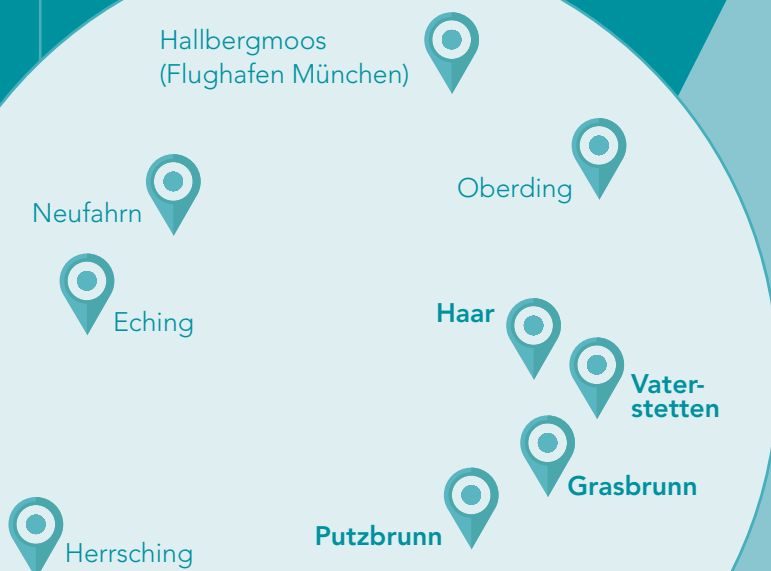 Hallbergmoos
(Flughafen München)
Oberding
Neufahrn
Haar
Eching
Vater-
stetten
Grasbrunn
Putzbrunn
Herrsching